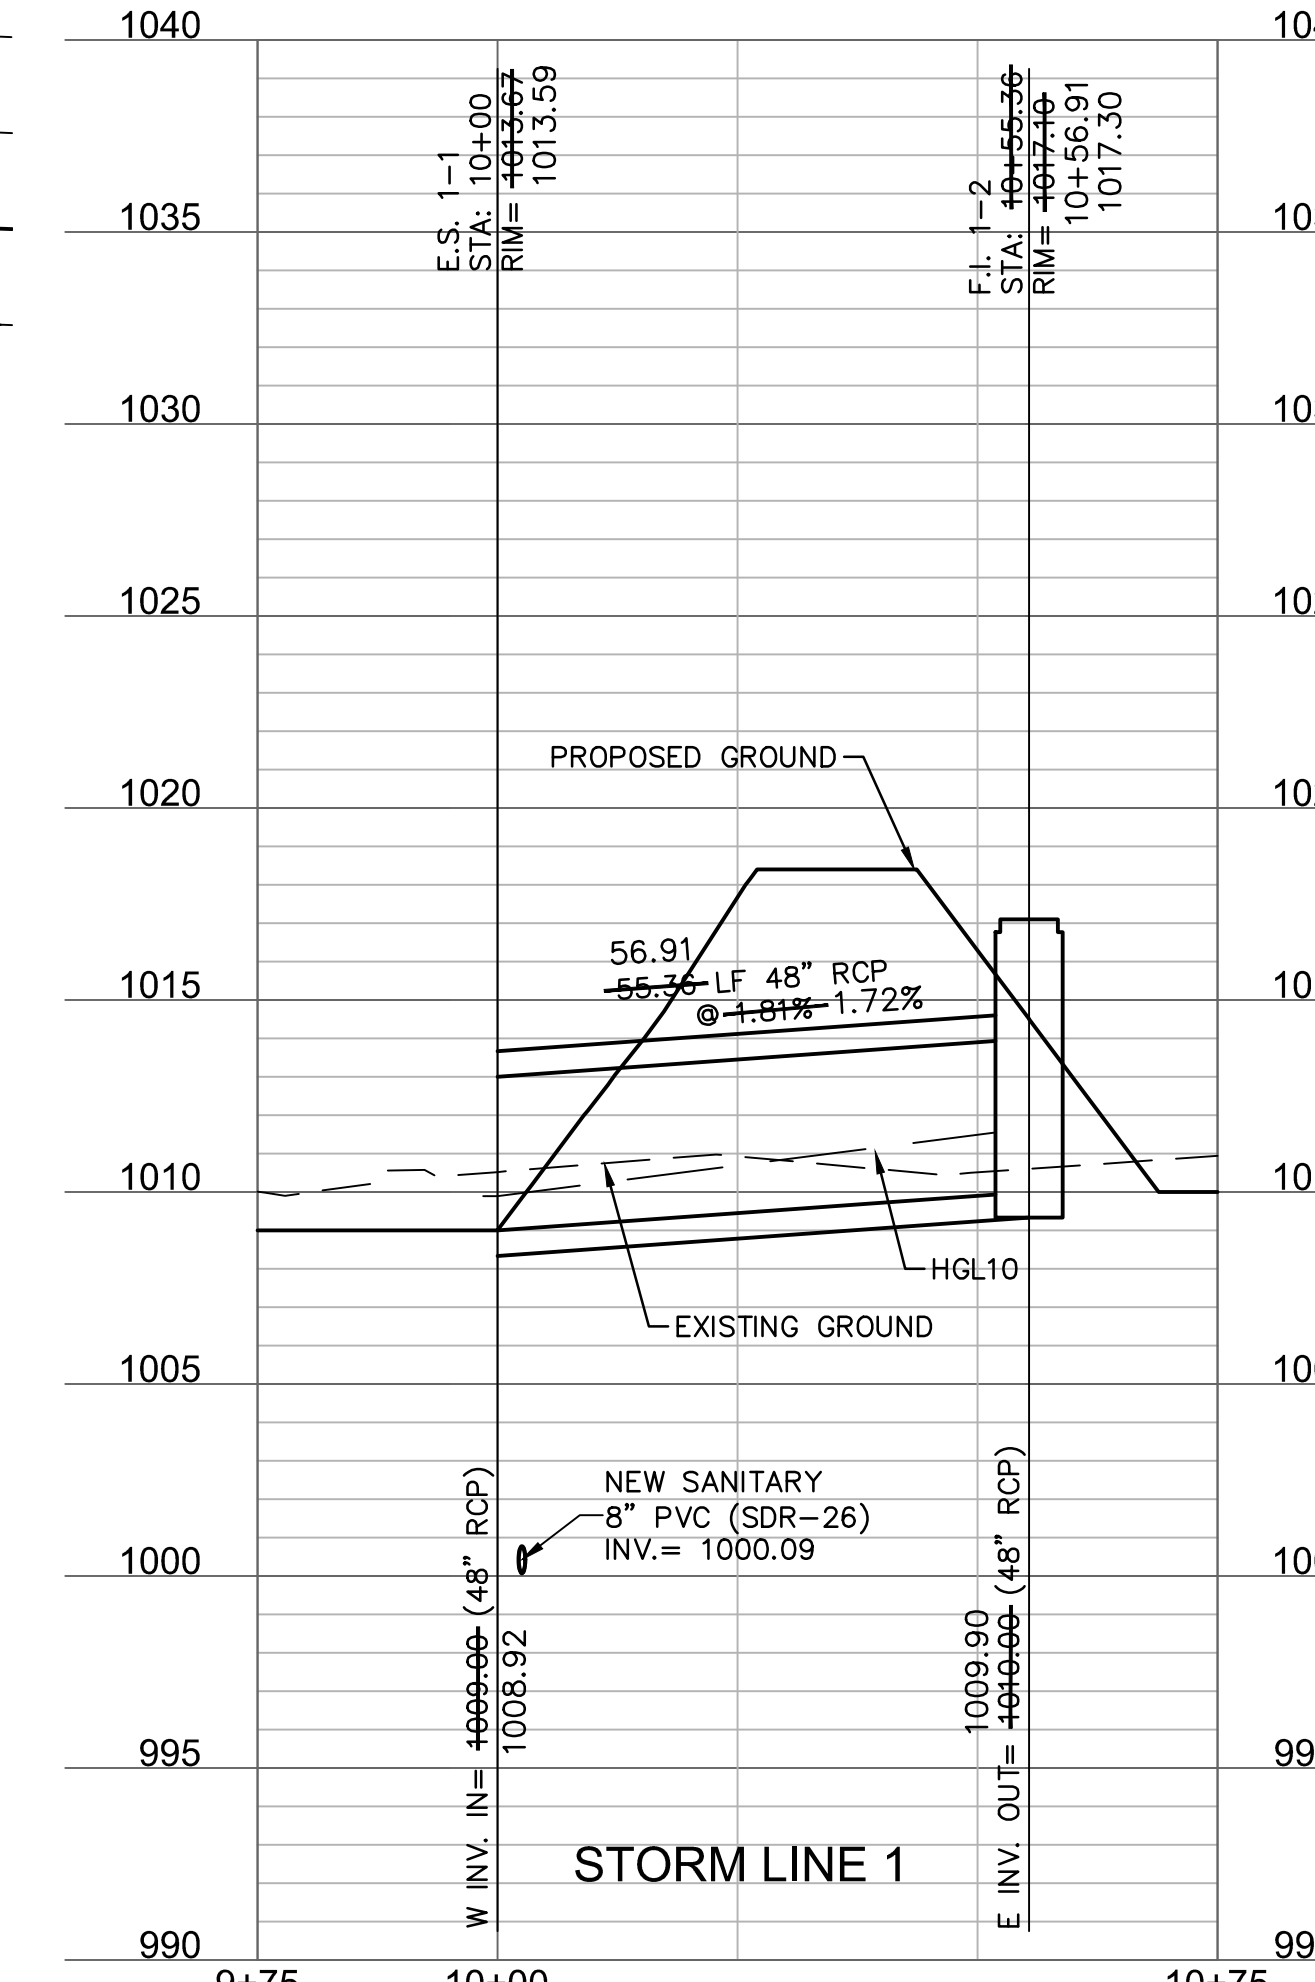 1040
1035
1030
1025
1020
1015
1010
1005
1000
995
990
E.S. 1-1
STA: 10+00
RIM= 1013.67
1013.59
F.I. 1-2
STA: 10+55.36
RIM= 1017.10
10+56.91
1017.30
PROPOSED GROUND
56.91
55.36 LF 48" RCP
@ 1.81% 1.72%
HGL10
EXISTING GROUND
NEW SANITARY
8" PVC (SDR-26)
INV.= 1000.09
W INV. IN= 1009.00 (48" RCP)
1008.92
1009.90
E INV. OUT= 1010.00 (48" RCP)
STORM LINE 1
9+75
10+00
10+75